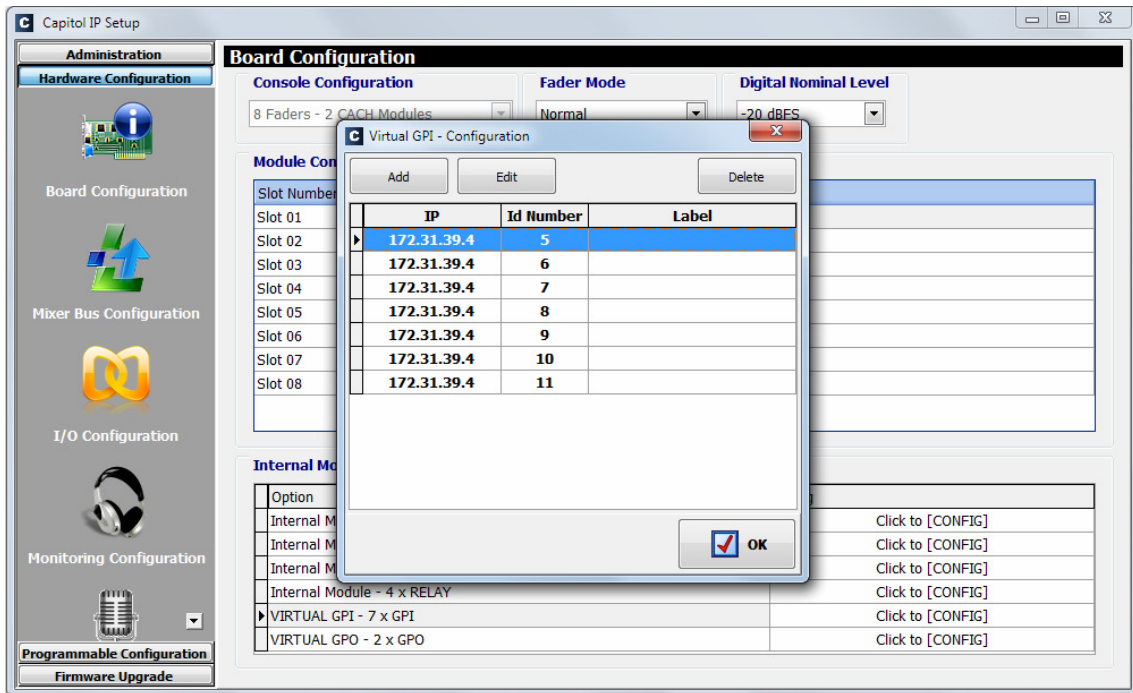 Capitol IP Setup
Administration
Hardware Configuration
Board Configuration
Mixer Bus Configuration
I/O Configuration
Monitoring Configuration
Programmable Configuration
Firmware Upgrade
Board Configuration
Console Configuration Fader Mode Digital Nominal Level
8 Faders - 2 CACH Modules Normal -20 dBFS
Module Con
Slot Number
Slot 01
Slot 02
Slot 03
Slot 04
Slot 05
Slot 06
Slot 07
Slot 08
Virtual GPI - Configuration
Add Edit Delete
IP Id Number Label
172.31.39.4 5
172.31.39.4 6
172.31.39.4 7
172.31.39.4 8
172.31.39.4 9
172.31.39.4 10
172.31.39.4 11
OK
Internal Mo
Option
Internal M Click to [CONFIG]
Internal M Click to [CONFIG]
Internal M Click to [CONFIG]
Internal Module - 4 x RELAY Click to [CONFIG]
VIRTUAL GPI - 7 x GPI Click to [CONFIG]
VIRTUAL GPO - 2 x GPO Click to [CONFIG]